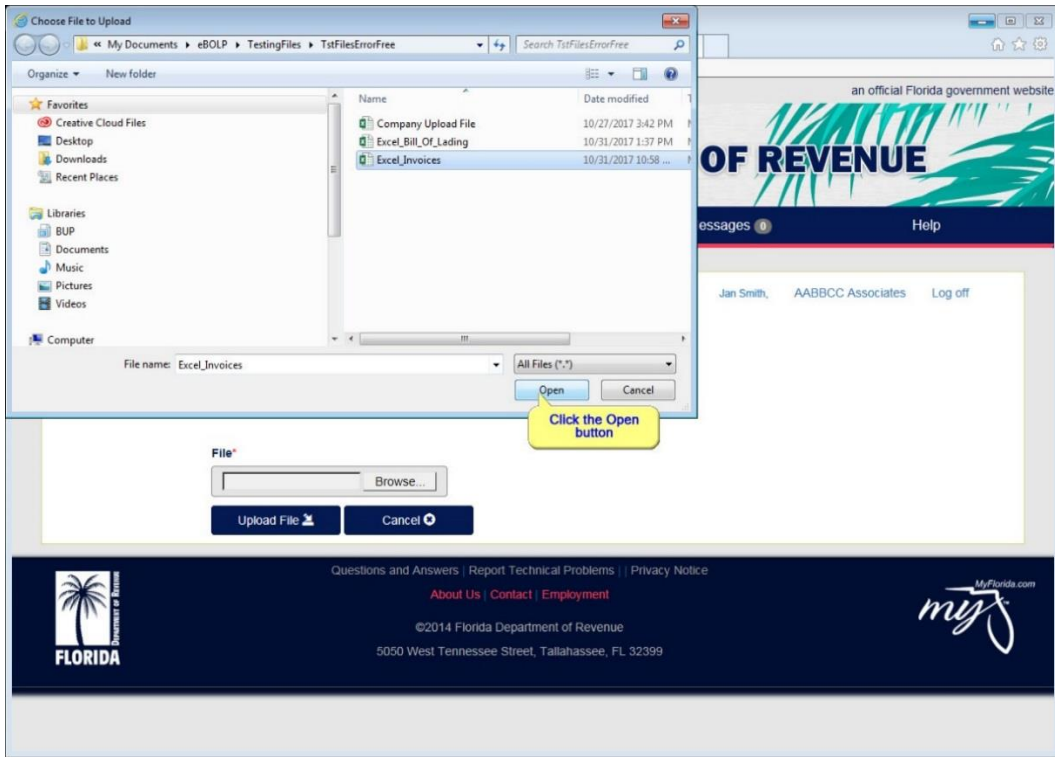 Choose File to Upload
« My Documents ▸ eBOLP ▸ TestingFiles ▸ TstFilesErrorFree
Search TstFilesErrorFree
Organize
New folder
an official Florida government website
Favorites
Creative Cloud Files
Desktop
Downloads
Recent Places
Libraries
BUP
Documents
Music
Pictures
Videos
Computer
Name Date modified
Company Upload File 10/27/2017 3:42 PM
Excel_Bill_Of_Lading 10/31/2017 1:37 PM
Excel_Invoices 10/31/2017 10:58 ...
OF REVENUE
essages 0 Help
Jan Smith, AABBCC Associates Log off
File name: Excel_Invoices All Files (*.*)
Open Cancel
Click the Open
button
File*
Browse...
Upload File Cancel
Questions and Answers | Report Technical Problems | | Privacy Notice
About Us | Contact | Employment
©2014 Florida Department of Revenue
5050 West Tennessee Street, Tallahassee, FL 32399
DEPARTMENT OF REVENUE
FLORIDA
MyFlorida.com
my